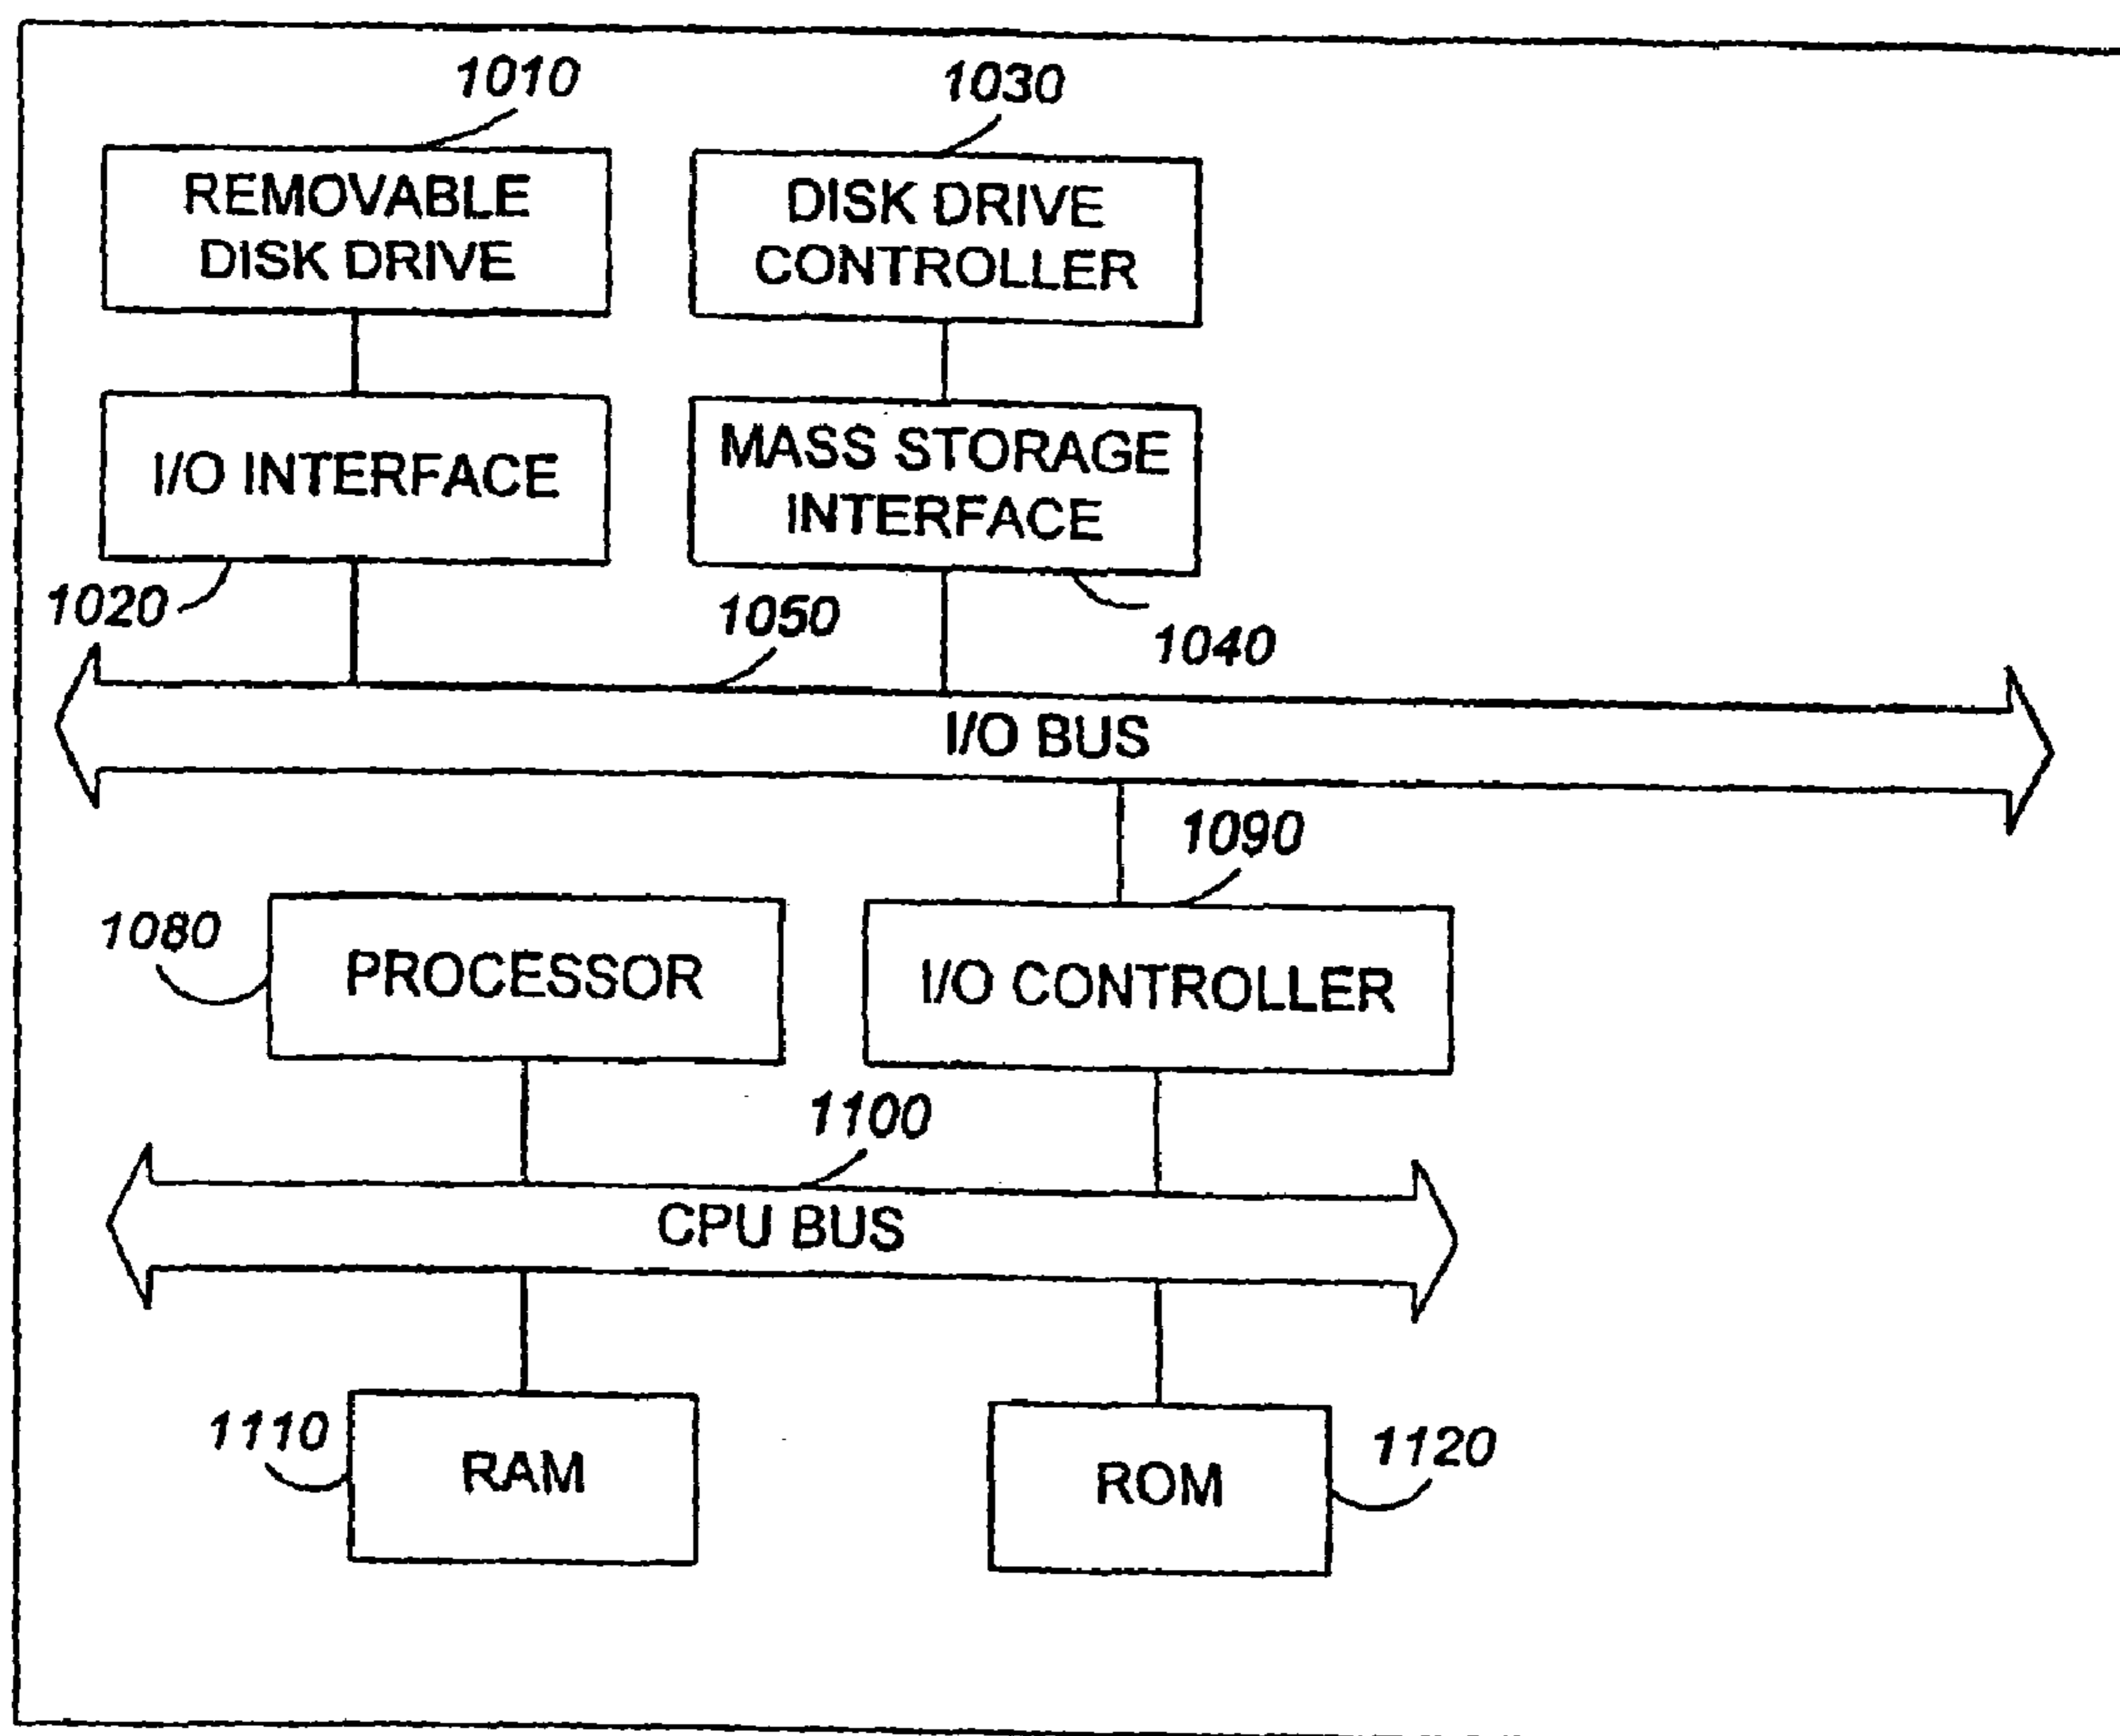 1010
1030
REMOVABLE
DISK DRIVE
DISK DRIVE
CONTROLLER
I/O INTERFACE
MASS STORAGE
INTERFACE
1020
1050
1040
I/O BUS
1090
1080
PROCESSOR
I/O CONTROLLER
1100
CPU BUS
1110
RAM
ROM
1120